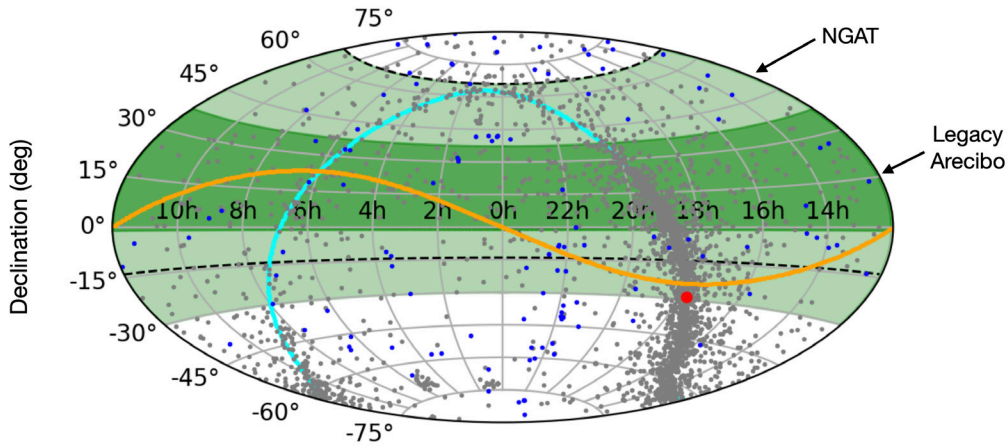 75°
60°
NGAT
45°
30°
Legacy
Arecibo
15°
10h 8h 6h 4h 2h 0h 22h 20h 18h 16h 14h
0°
-15°
-30°
-45°
-60°
-75°
Declination (deg)